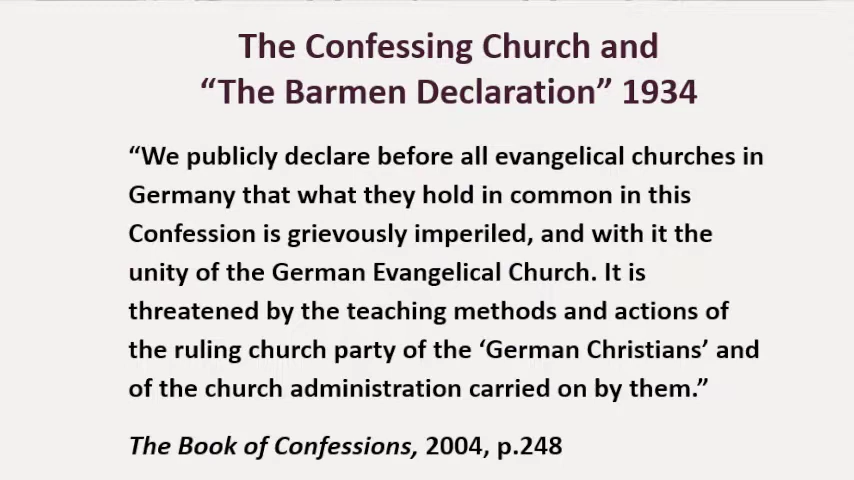 The Confessing Church and
“The Barmen Declaration” 1934
“We publicly declare before all evangelical churches in
Germany that what they hold in common in this
Confession is grievously imperiled, and with it the
unity of the German Evangelical Church. It is
threatened by the teaching methods and actions of
the ruling church party of the ‘German Christians’ and
of the church administration carried on by them.”
The Book of Confessions, 2004, p.248